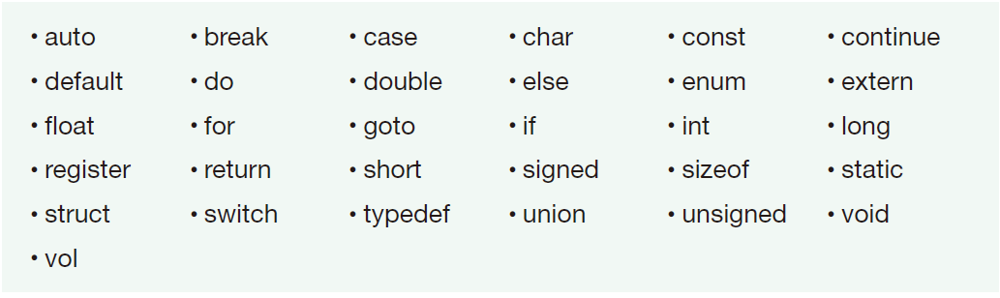 • auto • break • case • char • const • continue
• default • do • double • else • enum • extern
• float • for • goto • if • int • long
• register • return • short • signed • sizeof • static
• struct • switch • typedef • union • unsigned • void
• vol